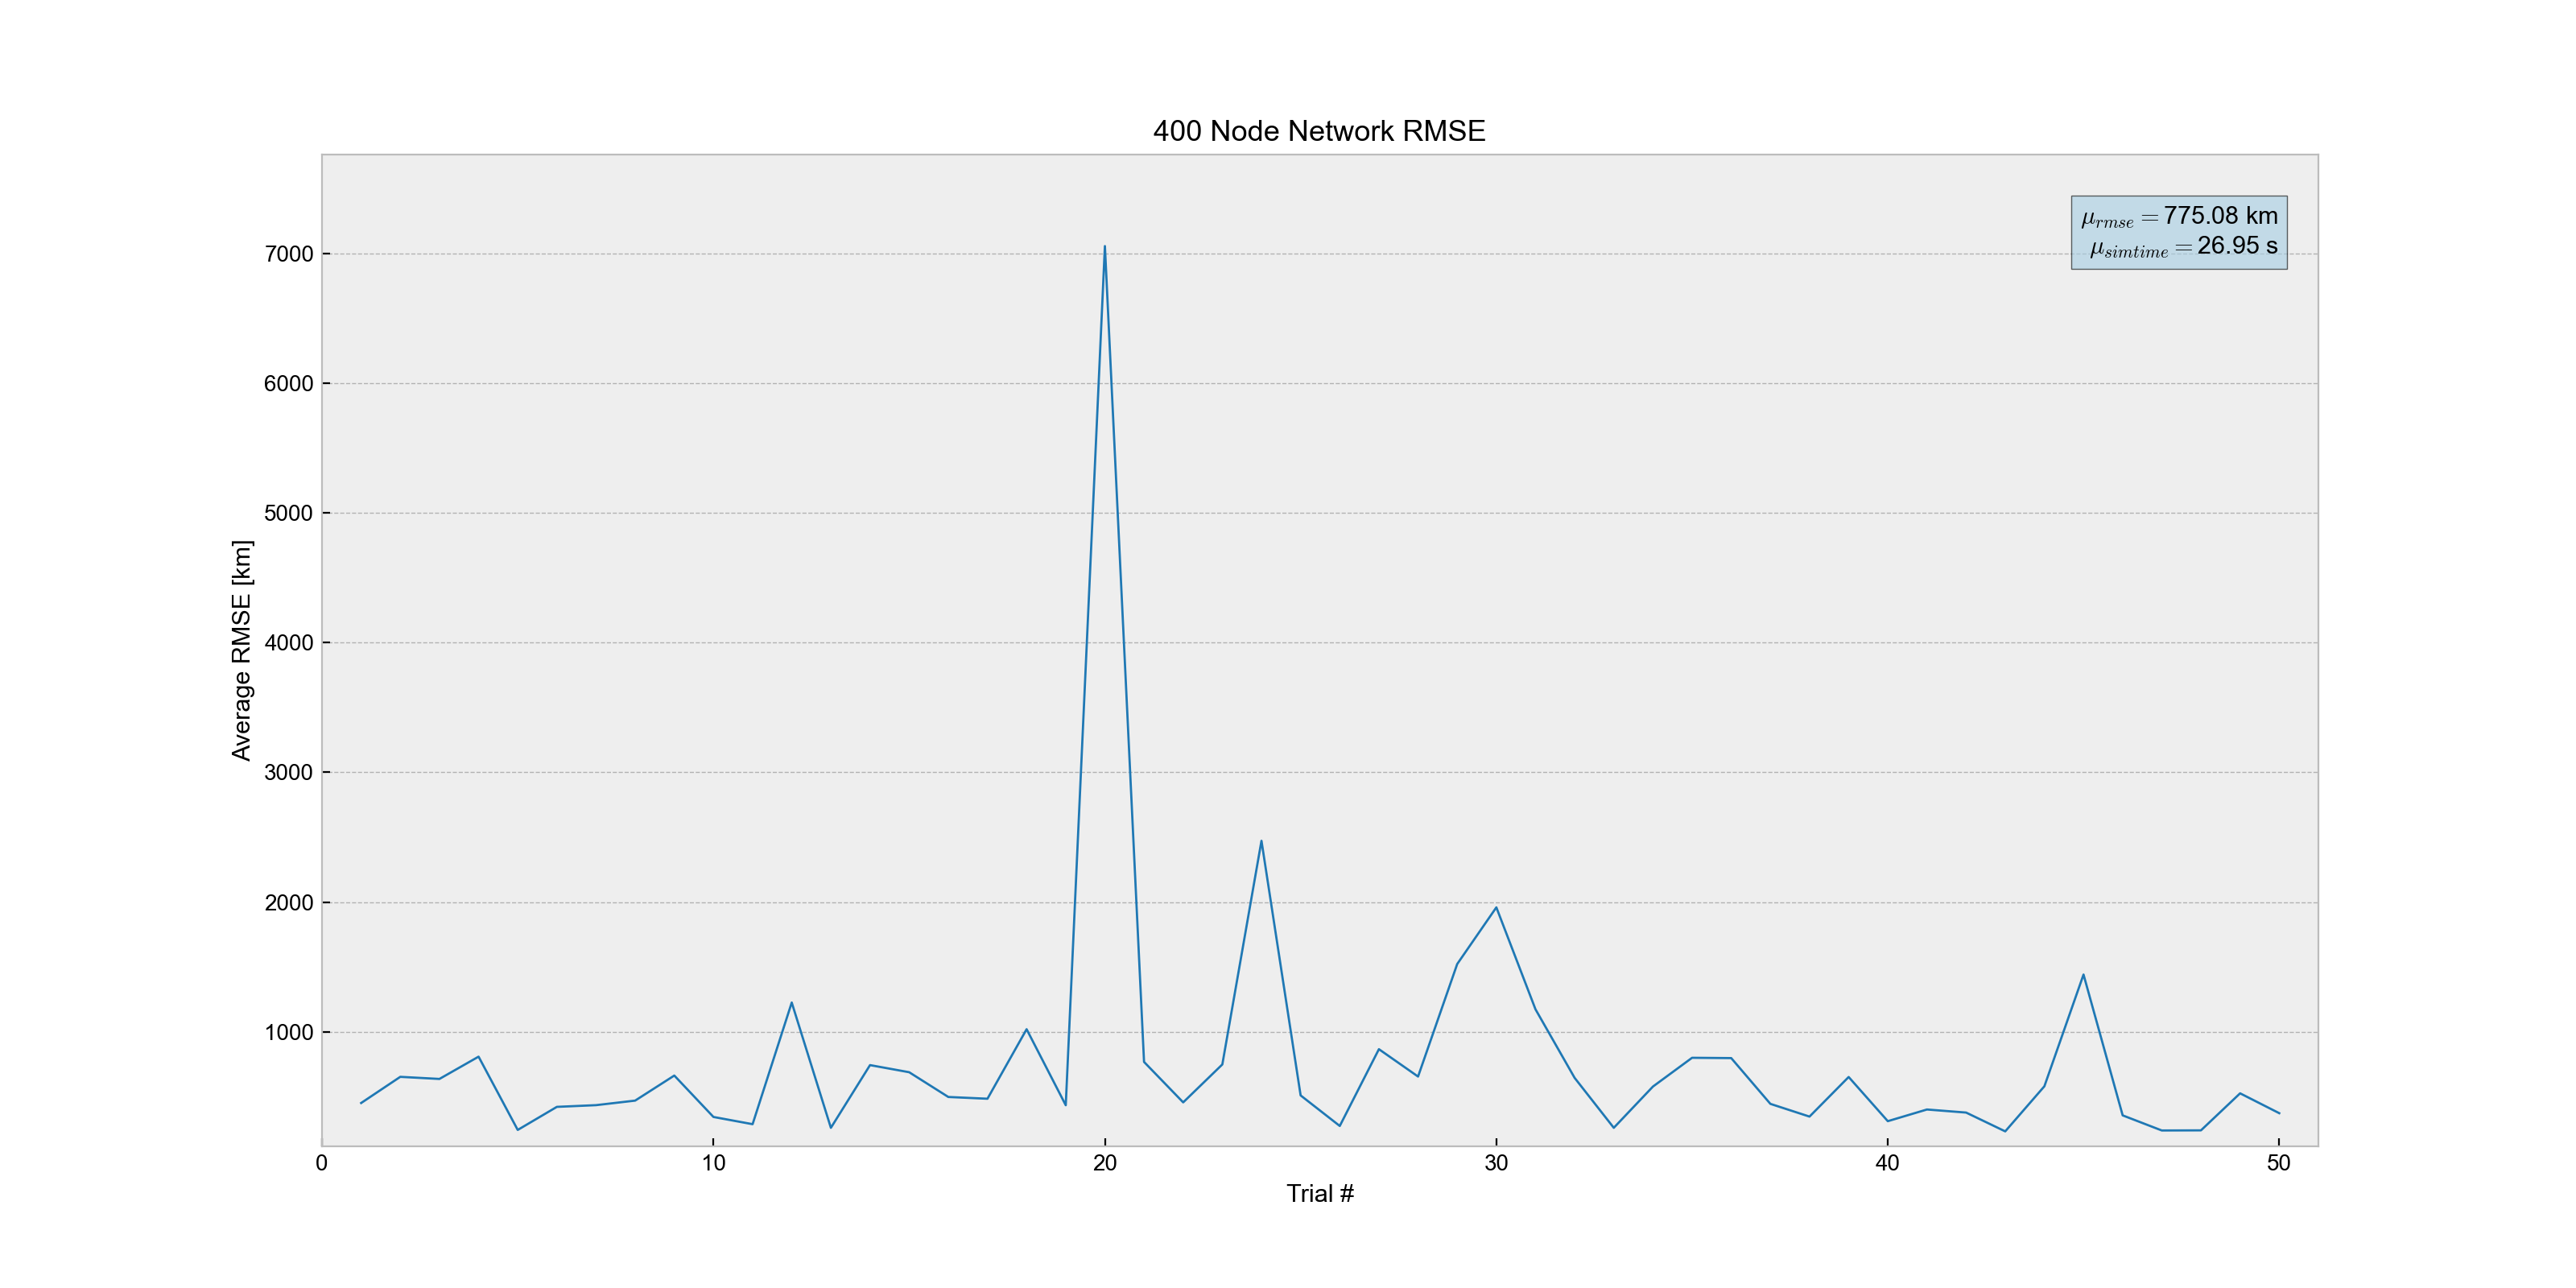 400 Node Network RMSE
μrmse = 775.08 km
μsimtime = 26.95 s
Average RMSE [km]
7000
6000
5000
4000
3000
2000
1000
0 10 20 30 40 50
Trial #